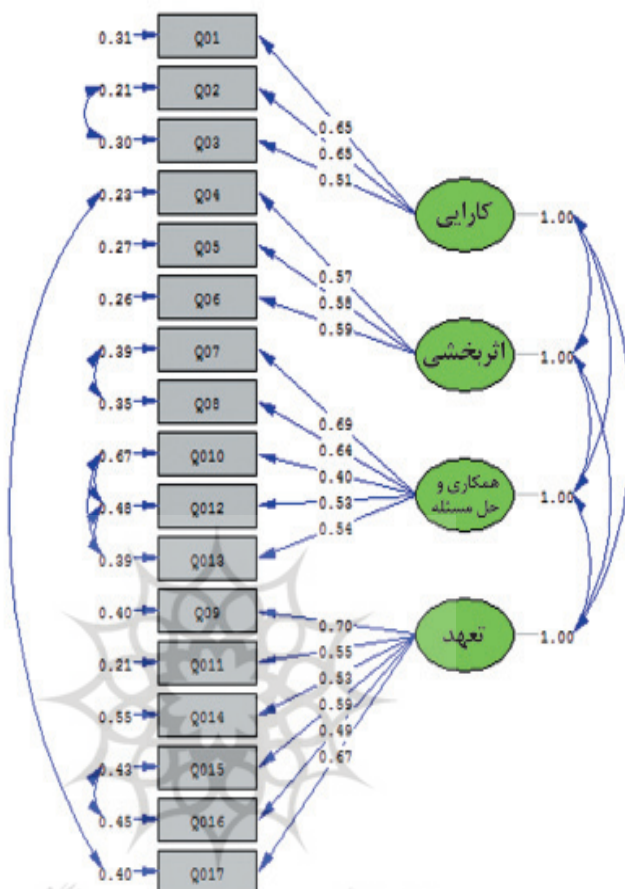 0.31 Q01
0.21 Q02
0.30 Q03
0.23 Q04
0.27 Q05
0.26 Q06
0.39 Q07
0.35 Q08
0.67 Q010
0.48 Q012
0.39 Q013
0.40 Q09
0.21 Q011
0.55 Q014
0.43 Q015
0.45 Q016
0.40 Q017
0.65
0.65
0.51
0.57
0.58
0.59
0.69
0.64
0.40
0.53
0.54
0.70
0.55
0.53
0.59
0.49
0.67
کارایی 1.00
اثربخشی 1.00
همکاری و
حل مسئله 1.00
تعهد 1.00